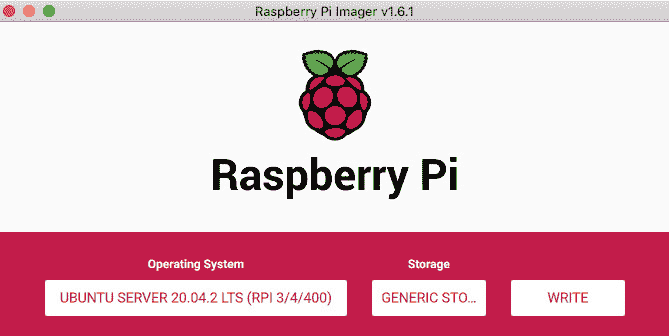 Raspberry Pi Imager v1.6.1
Raspberry Pi
Operating System
Storage
UBUNTU SERVER 20.04.2 LTS (RPI 3/4/400)
GENERIC STO...
WRITE